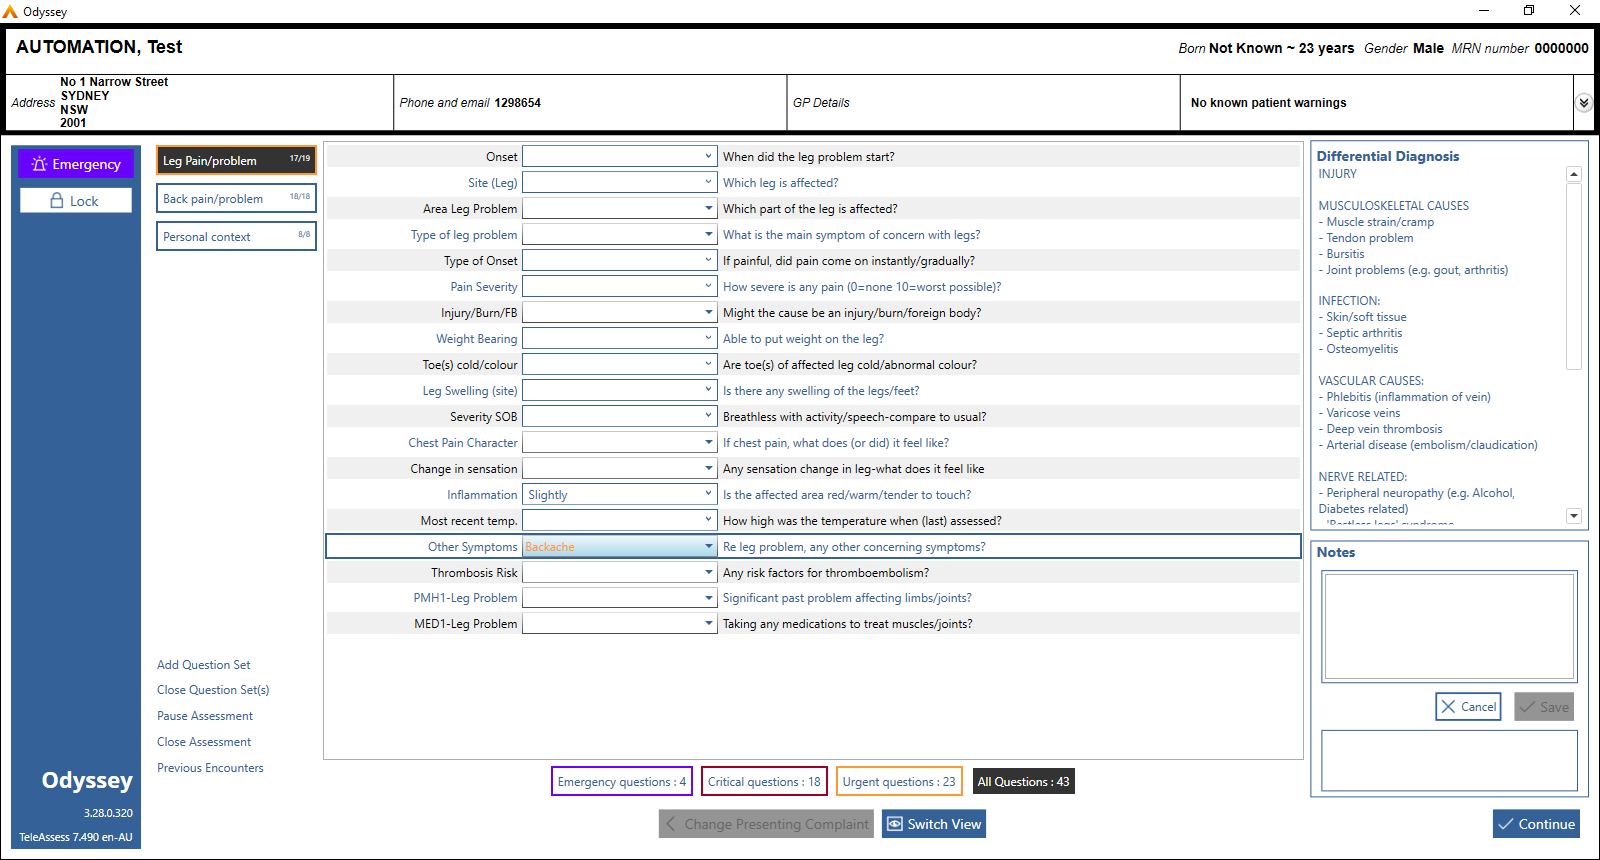 Odyssey
AUTOMATION, Test
Born Not Known ~ 23 years Gender Male MRN number 0000000
Address No 1 Narrow Street
SYDNEY
NSW
2001
Phone and email 1298654
GP Details
No known patient warnings
Emergency
Lock
Leg Pain/problem 17/19
Back pain/problem 18/18
Personal context 8/8
Onset When did the leg problem start?
Site (Leg) Which leg is affected?
Area Leg Problem Which part of the leg is affected?
Type of leg problem What is the main symptom of concern with legs?
Type of Onset If painful, did pain come on instantly/gradually?
Pain Severity How severe is any pain (0=none 10=worst possible)?
Injury/Burn/FB Might the cause be an injury/burn/foreign body?
Weight Bearing Able to put weight on the leg?
Toe(s) cold/colour Are toe(s) of affected leg cold/abnormal colour?
Leg Swelling (site) Is there any swelling of the legs/feet?
Severity SOB Breathless with activity/speech-compare to usual?
Chest Pain Character If chest pain, what does (or did) it feel like?
Change in sensation Any sensation change in leg-what does it feel like
Inflammation Slightly Is the affected area red/warm/tender to touch?
Most recent temp. How high was the temperature when (last) assessed?
Other Symptoms Backache Re leg problem, any other concerning symptoms?
Thrombosis Risk Any risk factors for thromboembolism?
PMH1-Leg Problem Significant past problem affecting limbs/joints?
MED1-Leg Problem Taking any medications to treat muscles/joints?
Differential Diagnosis
INJURY
MUSCULOSKELETAL CAUSES
- Muscle strain/cramp
- Tendon problem
- Bursitis
- Joint problems (e.g. gout, arthritis)
INFECTION:
- Skin/soft tissue
- Septic arthritis
- Osteomyelitis
VASCULAR CAUSES:
- Phlebitis (inflammation of vein)
- Varicose veins
- Deep vein thrombosis
- Arterial disease (embolism/claudication)
NERVE RELATED:
- Peripheral neuropathy (e.g. Alcohol,
Diabetes related)
- 'Restless legs' syndrome
Notes
Cancel
Save
Add Question Set
Close Question Set(s)
Pause Assessment
Close Assessment
Previous Encounters
Odyssey
3.28.0.320
TeleAssess 7.490 en-AU
Emergency questions : 4
Critical questions : 18
Urgent questions : 23
All Questions : 43
Change Presenting Complaint
Switch View
Continue